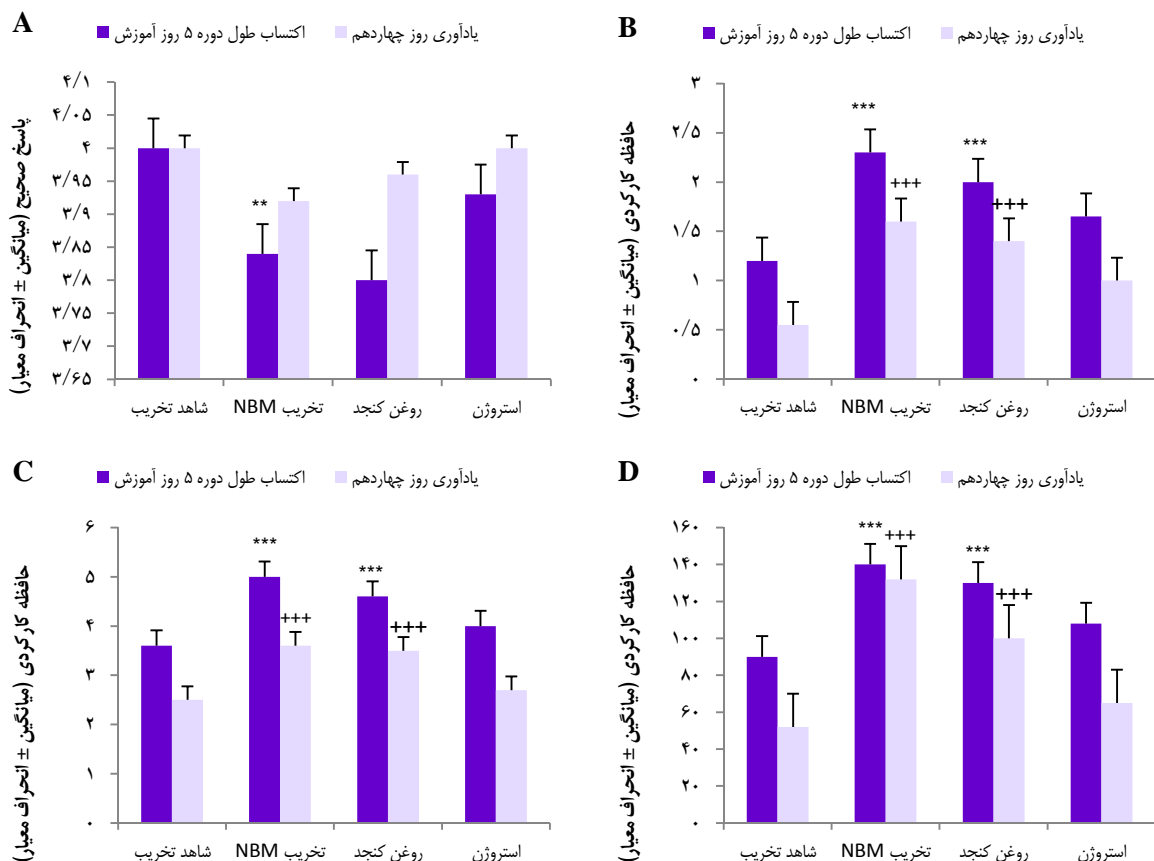 A
اکتساب طول دوره ۵ روز آموزش
یادآوری روز چهاردهم
پاسخ صحیح (میانگین ± انحراف معیار)
۴/۱
۴/۰۵
۴
۳/۹۵
۳/۹
۳/۸۵
۳/۸
۳/۷۵
۳/۷
۳/۶۵
**
شاهد تخریب
تخریب NBM
روغن کنجد
استروژن
B
اکتساب طول دوره ۵ روز آموزش
یادآوری روز چهاردهم
حافظه کارکردی (میانگین ± انحراف معیار)
۳
۲/۵
۲
۱/۵
۱
۰/۵
۰
***
+++
***
+++
شاهد تخریب
تخریب NBM
روغن کنجد
استروژن
C
اکتساب طول دوره ۵ روز آموزش
یادآوری روز چهاردهم
حافظه کارکردی (میانگین ± انحراف معیار)
۶
۵
۴
۳
۲
۱
۰
***
+++
***
+++
شاهد تخریب
تخریب NBM
روغن کنجد
استروژن
D
اکتساب طول دوره ۵ روز آموزش
یادآوری روز چهاردهم
حافظه کارکردی (میانگین ± انحراف معیار)
۱۶۰
۱۴۰
۱۲۰
۱۰۰
۸۰
۶۰
۴۰
۲۰
۰
***
+++
***
+++
شاهد تخریب
تخریب NBM
روغن کنجد
استروژن